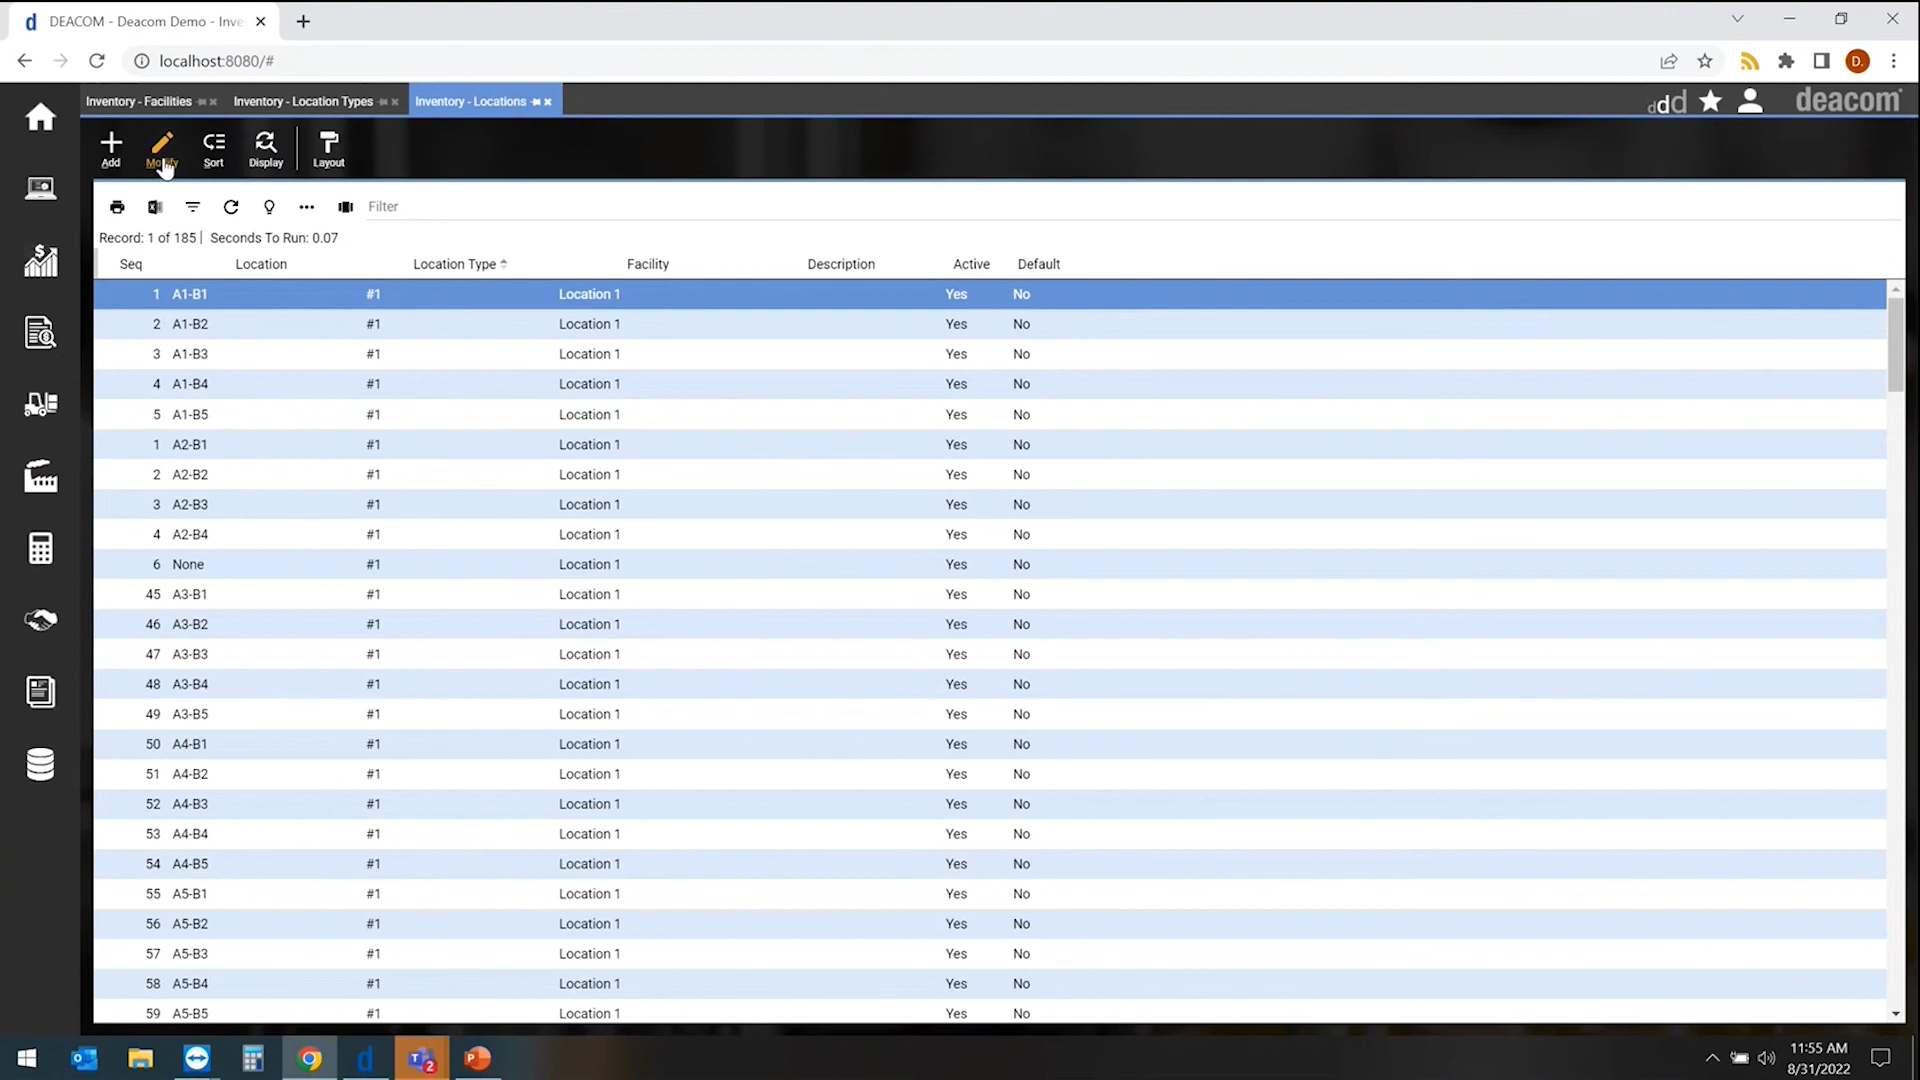 DEACOM - Deacom Demo - Inve
localhost:8080/#
Inventory - Facilities Inventory - Location Types Inventory - Locations
ddd deacom
Add Modify Sort Display Layout
Filter
Record: 1 of 185 | Seconds To Run: 0.07
Seq Location Location Type Facility Description Active Default
1 A1-B1 #1 Location 1 Yes No
2 A1-B2 #1 Location 1 Yes No
3 A1-B3 #1 Location 1 Yes No
4 A1-B4 #1 Location 1 Yes No
5 A1-B5 #1 Location 1 Yes No
1 A2-B1 #1 Location 1 Yes No
2 A2-B2 #1 Location 1 Yes No
3 A2-B3 #1 Location 1 Yes No
4 A2-B4 #1 Location 1 Yes No
6 None #1 Location 1 Yes No
45 A3-B1 #1 Location 1 Yes No
46 A3-B2 #1 Location 1 Yes No
47 A3-B3 #1 Location 1 Yes No
48 A3-B4 #1 Location 1 Yes No
49 A3-B5 #1 Location 1 Yes No
50 A4-B1 #1 Location 1 Yes No
51 A4-B2 #1 Location 1 Yes No
52 A4-B3 #1 Location 1 Yes No
53 A4-B4 #1 Location 1 Yes No
54 A4-B5 #1 Location 1 Yes No
55 A5-B1 #1 Location 1 Yes No
56 A5-B2 #1 Location 1 Yes No
57 A5-B3 #1 Location 1 Yes No
58 A5-B4 #1 Location 1 Yes No
59 A5-B5 #1 Location 1 Yes No
11:55 AM
8/31/2022